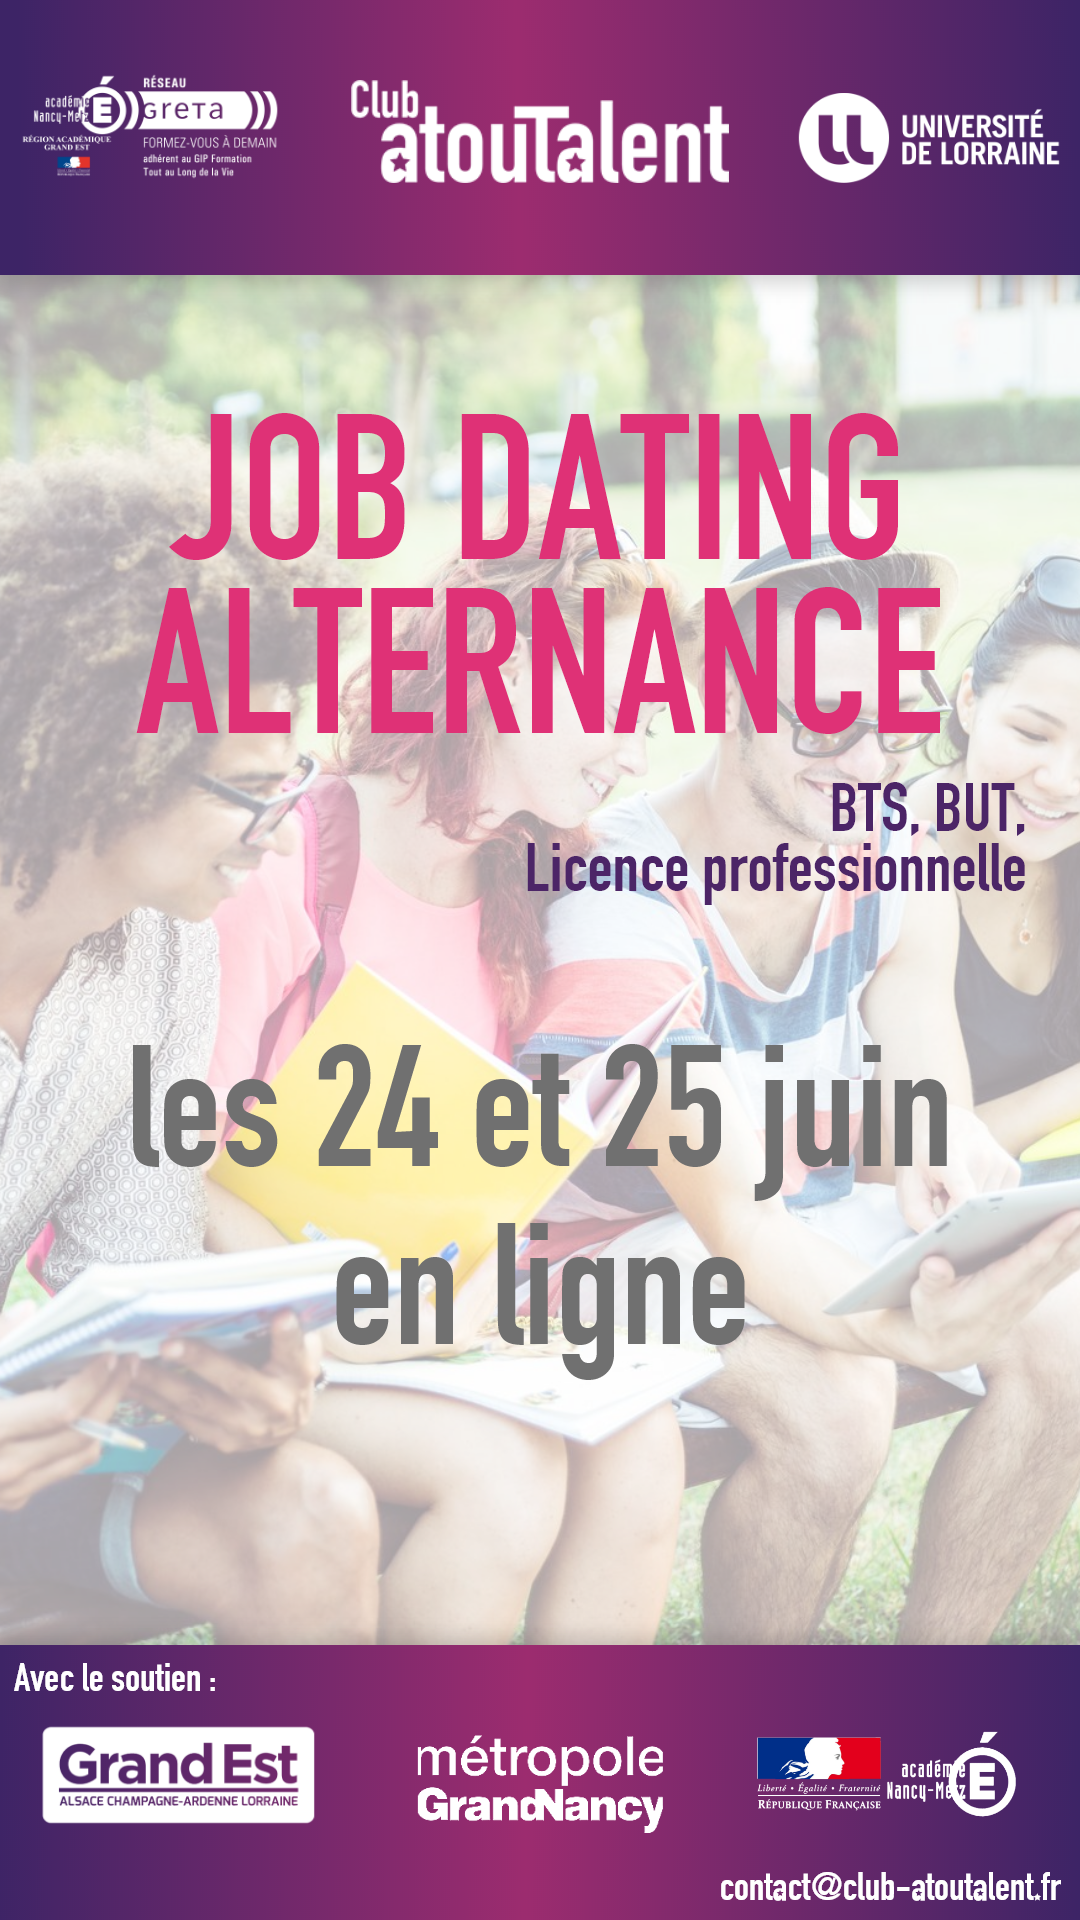 académie
Nancy-Metz
RÉGION ACADÉMIQUE
GRAND EST
RÉSEAU
GRETA
FORMEZ-VOUS À DEMAIN
adhérent au GIP Formation
Tout au Long de la Vie
Club
atouTalent
UNIVERSITÉ
DE LORRAINE
JOB DATING
ALTERNANCE
BTS, BUT,
Licence professionnelle
les 24 et 25 juin
en ligne
Avec le soutien :
Grand Est
ALSACE CHAMPAGNE-ARDENNE LORRAINE
métropole
GrandNancy
Liberté • Égalité • Fraternité
RÉPUBLIQUE FRANÇAISE
académie
Nancy-Metz
contact@club-atoutalent.fr